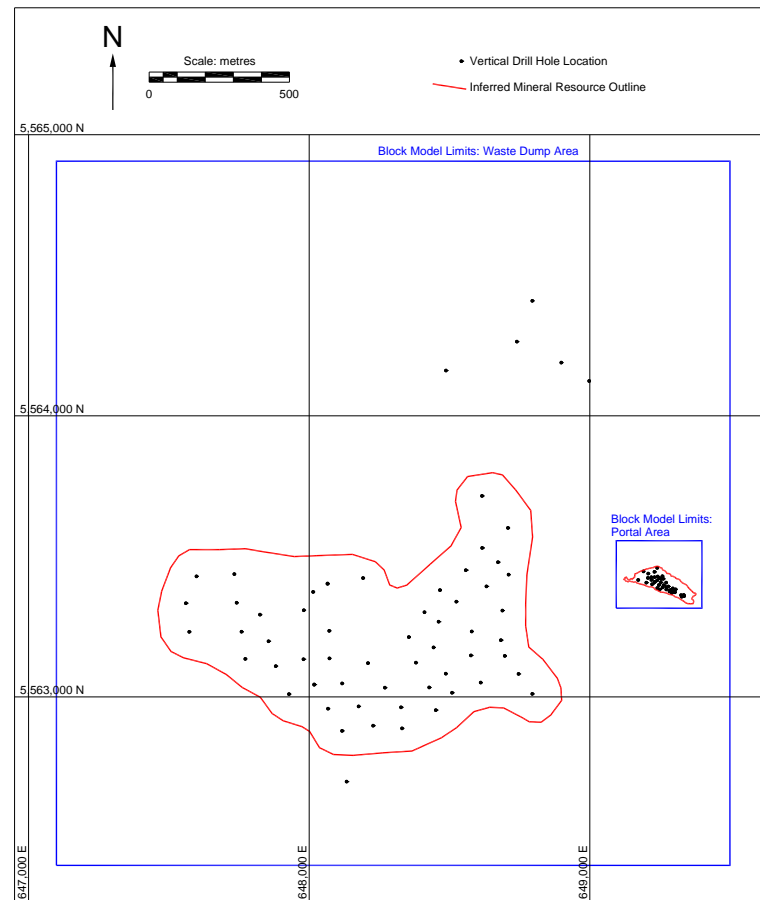 N
Scale: metres
0 500
Vertical Drill Hole Location
Inferred Mineral Resource Outline
5,565,000 N
Block Model Limits: Waste Dump Area
5,564,000 N
Block Model Limits:
Portal Area
5,563,000 N
647,000 E
648,000 E
649,000 E